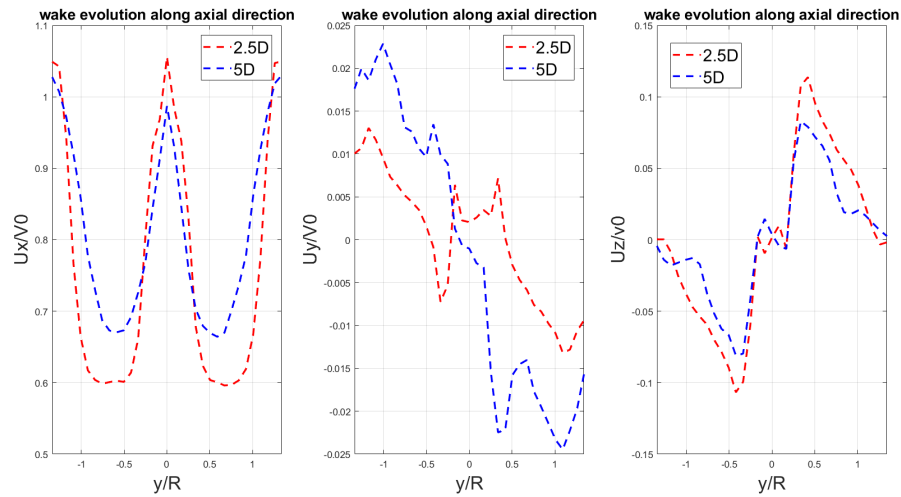 wake evolution along axial direction
1.1
1
0.9
0.8
0.7
0.6
0.5
-1
-0.5
0
0.5
1
Ux/V0
y/R
2.5D
5D
wake evolution along axial direction
0.025
0.02
0.015
0.01
0.005
0
-0.005
-0.01
-0.015
-0.02
-0.025
-1
-0.5
0
0.5
1
Uy/V0
y/R
2.5D
5D
wake evolution along axial direction
0.15
0.1
0.05
0
-0.05
-0.1
-0.15
-1
-0.5
0
0.5
1
Uz/v0
y/R
2.5D
5D